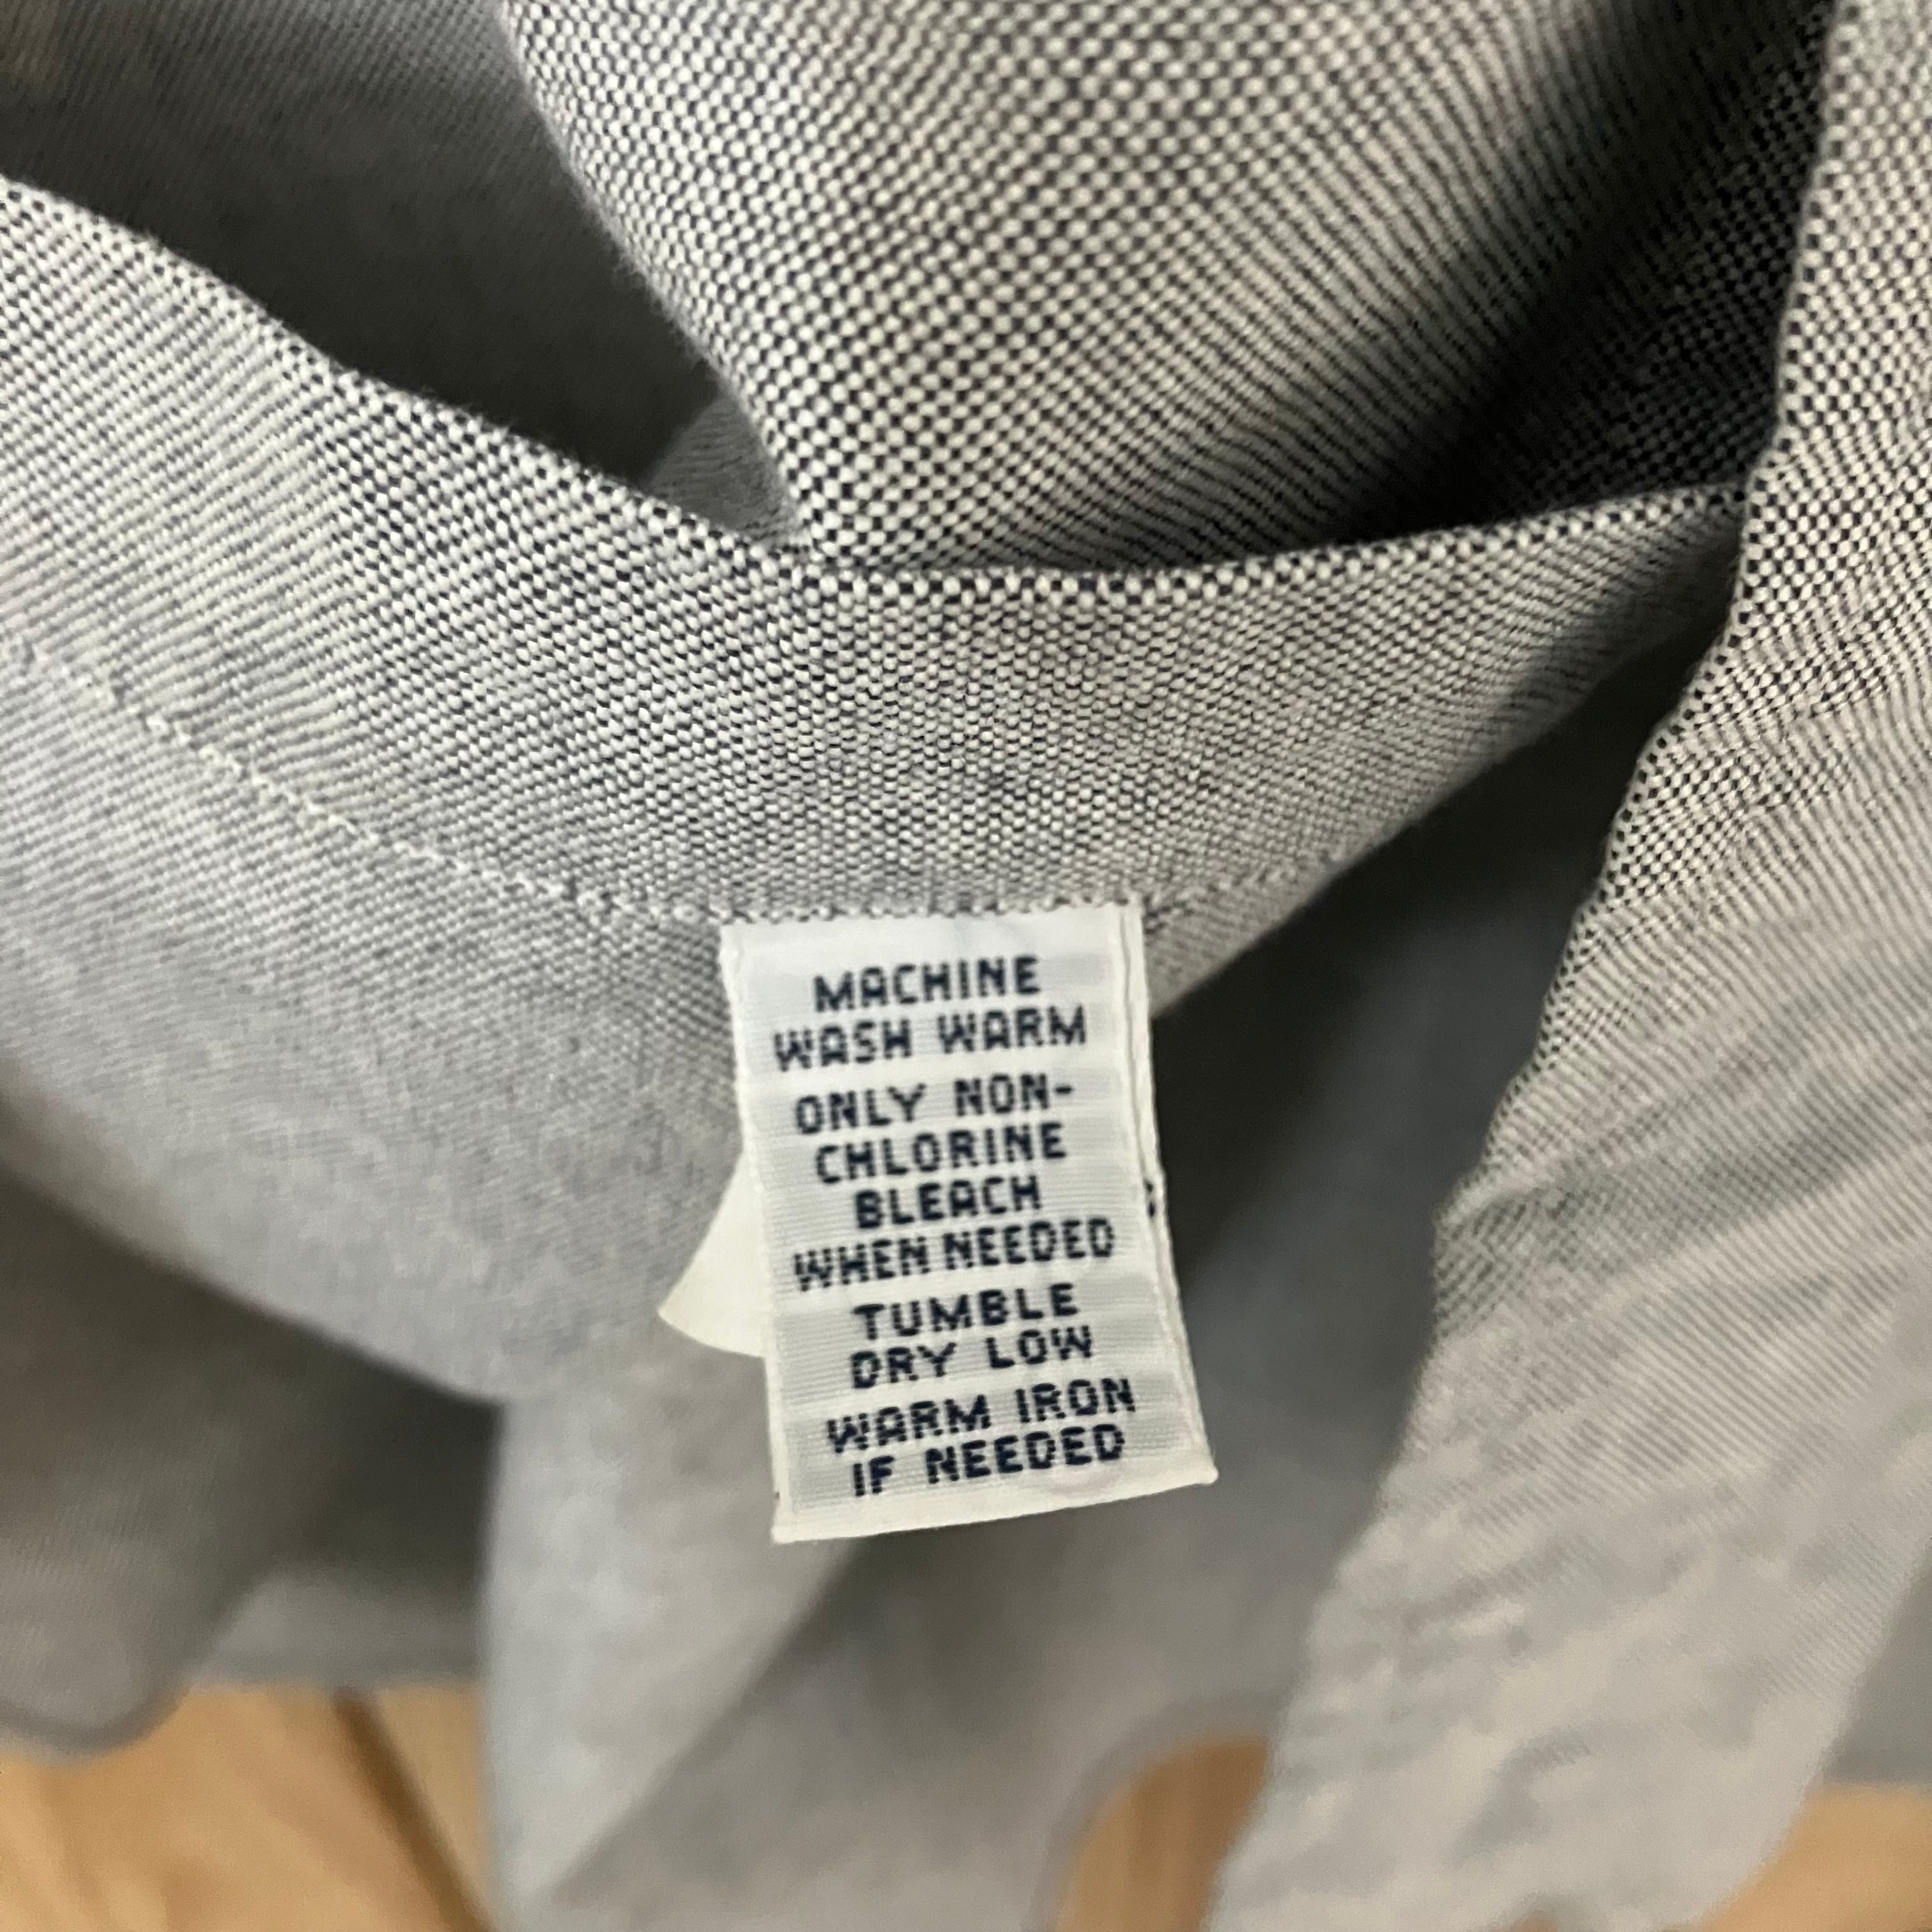 MACHINE
WASH WARM
ONLY NON-
CHLORINE
BLEACH
WHEN NEEDED
TUMBLE
DRY LOW
WARM IRON
IF NEEDED